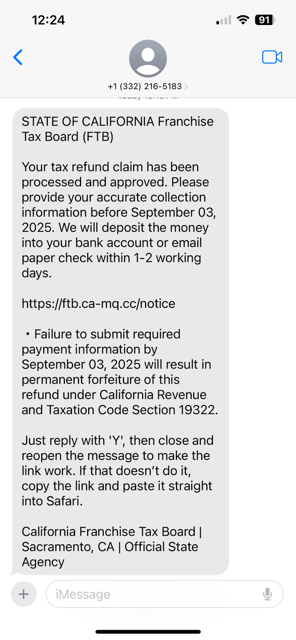 12:24
91
+1 (332) 216-5183 >
STATE OF CALIFORNIA Franchise
Tax Board (FTB)
Your tax refund claim has been
processed and approved. Please
provide your accurate collection
information before September 03,
2025. We will deposit the money
into your bank account or email
paper check within 1-2 working
days.
https://ftb.ca-mq.cc/notice
• Failure to submit required
payment information by
September 03, 2025 will result in
permanent forfeiture of this
refund under California Revenue
and Taxation Code Section 19322.
Just reply with 'Y', then close and
reopen the message to make the
link work. If that doesn't do it,
copy the link and paste it straight
into Safari.
California Franchise Tax Board |
Sacramento, CA | Official State
Agency
iMessage